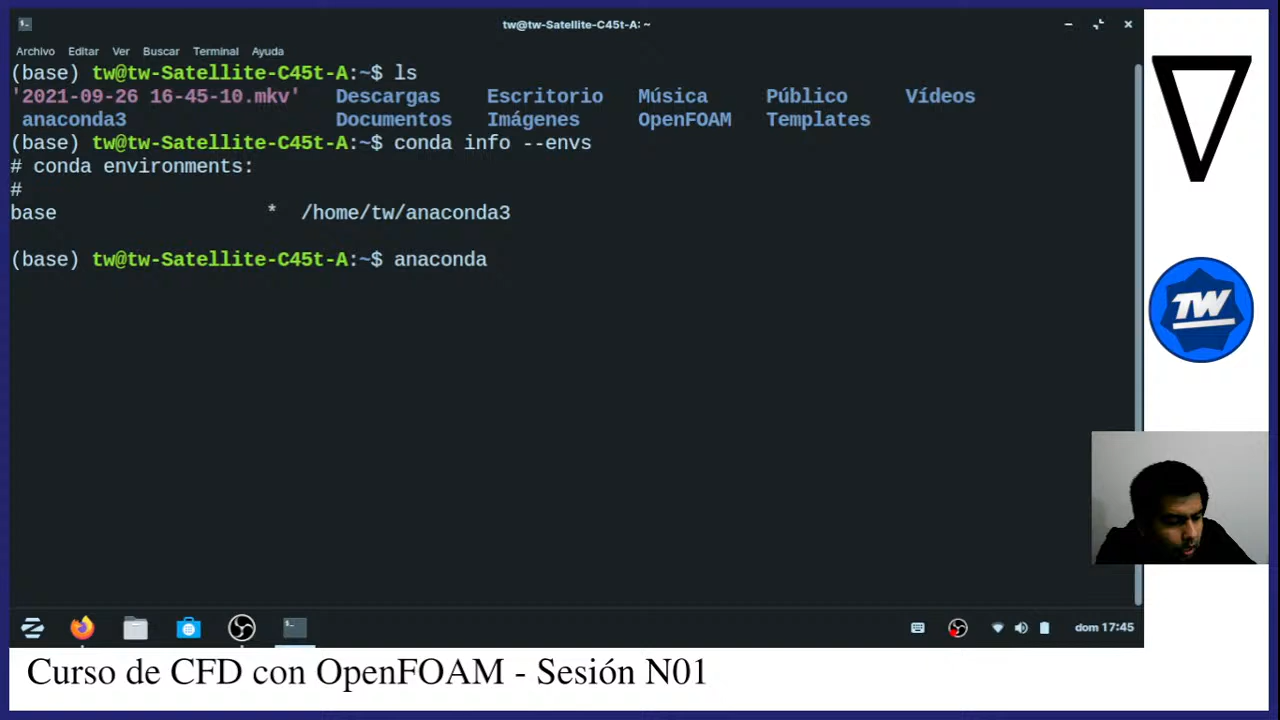 tw@tw-Satellite-C45t-A: ~
Archivo Editar Ver Buscar Terminal Ayuda
(base) tw@tw-Satellite-C45t-A:~$ ls
'2021-09-26 16-45-10.mkv' Descargas Escritorio Música Público Vídeos
anaconda3 Documentos Imágenes OpenFOAM Templates
(base) tw@tw-Satellite-C45t-A:~$ conda info --envs
# conda environments:
#
base * /home/tw/anaconda3
(base) tw@tw-Satellite-C45t-A:~$ anaconda
TW
dom 17:45
Curso de CFD con OpenFOAM - Sesión N01